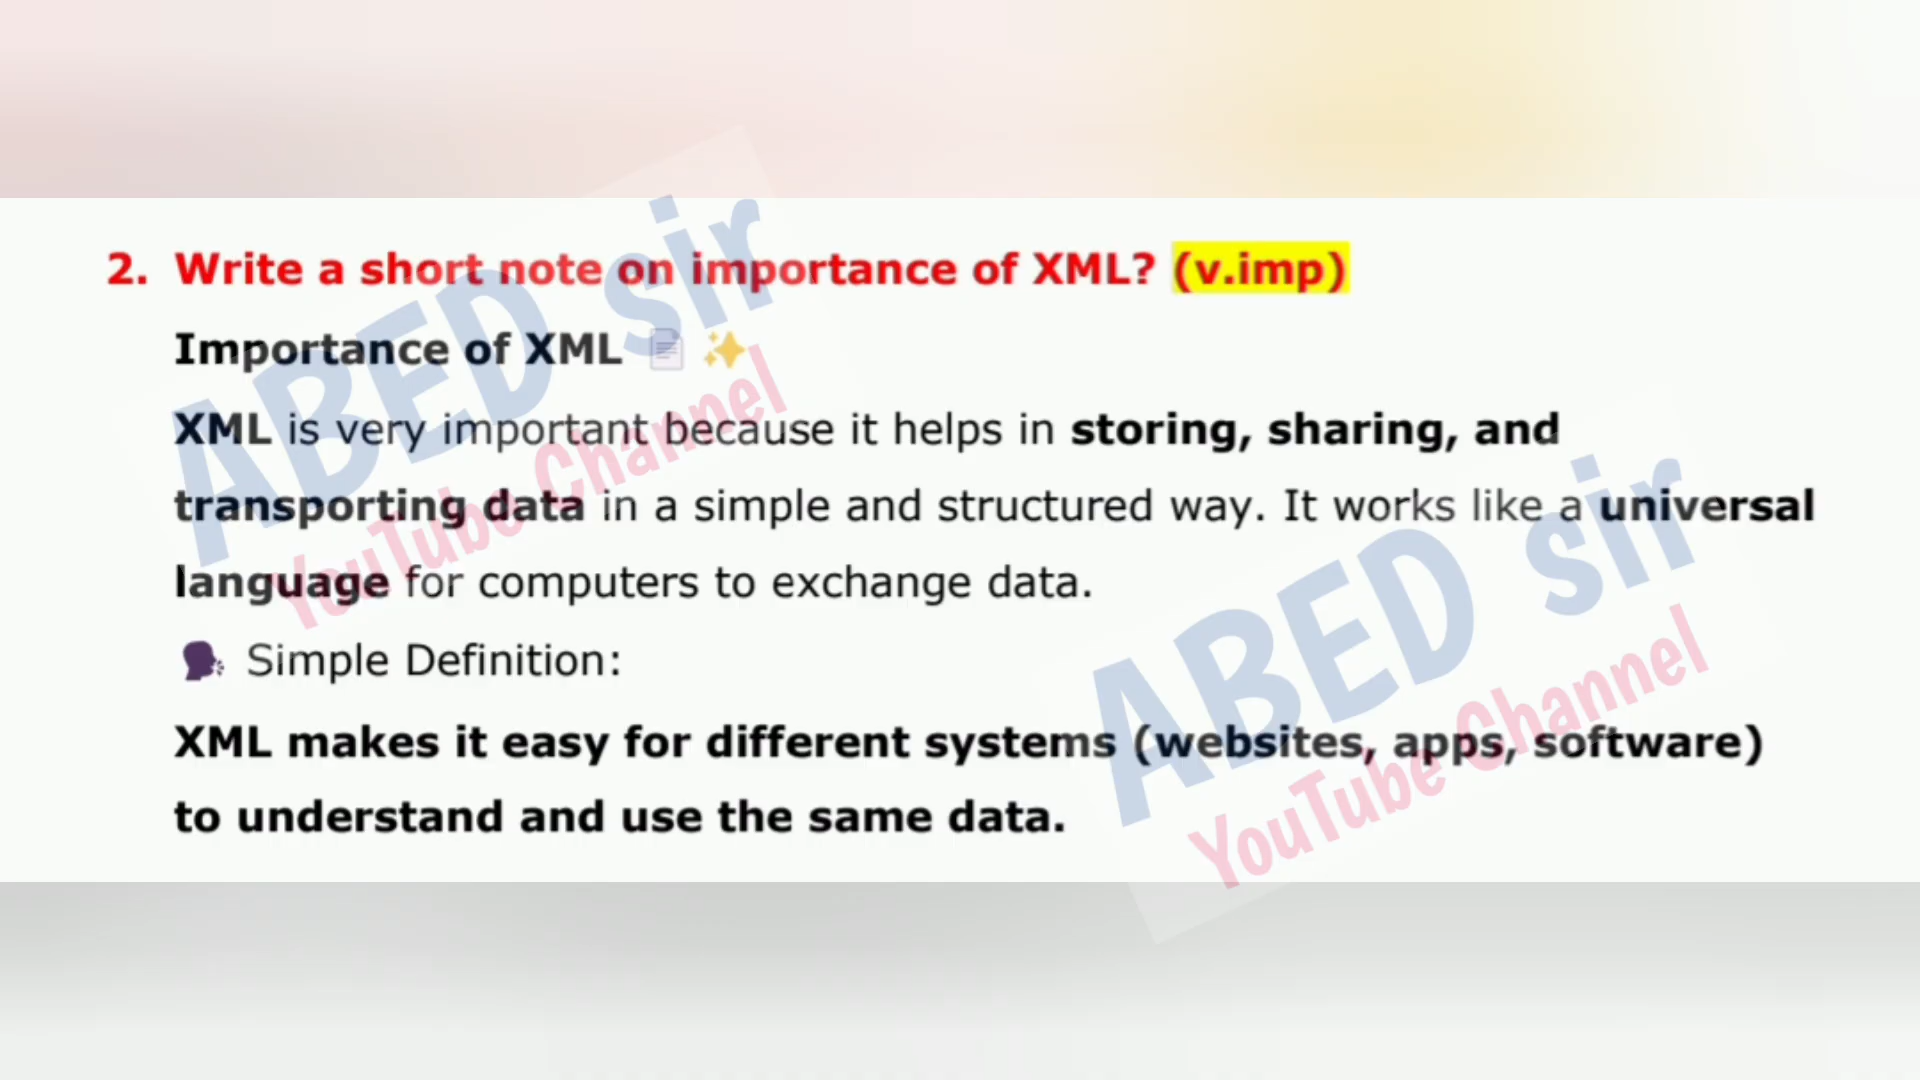 2. Write a short note on importance of XML? (v.imp)
Importance of XML 📄 ✨
XML is very important because it helps in storing, sharing, and
transporting data in a simple and structured way. It works like a universal
language for computers to exchange data.
🗣 Simple Definition:
XML makes it easy for different systems (websites, apps, software)
to understand and use the same data.
ABED sir
YouTube Channel
ABED sir
YouTube Channel